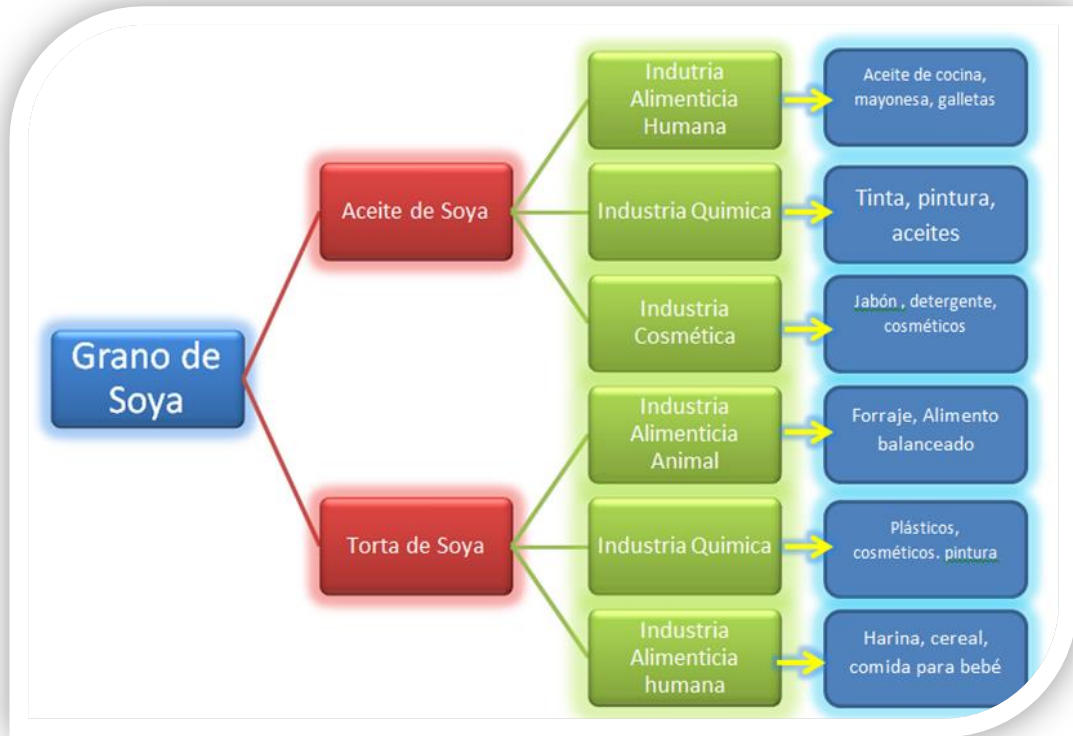 Grano de
Soya
Aceite de Soya
Torta de Soya
Indutria
Alimenticia
Humana
Industria Quimica
Industria
Cosmética
Industria
Alimenticia
Animal
Industria Quimica
Industria
Alimenticia
humana
Aceite de cocina,
mayonesa, galletas
Tinta, pintura,
aceites
Jabón , detergente,
cosméticos
Forraje, Alimento
balanceado
Plásticos,
cosméticos. pintura
Harina, cereal,
comida para bebé